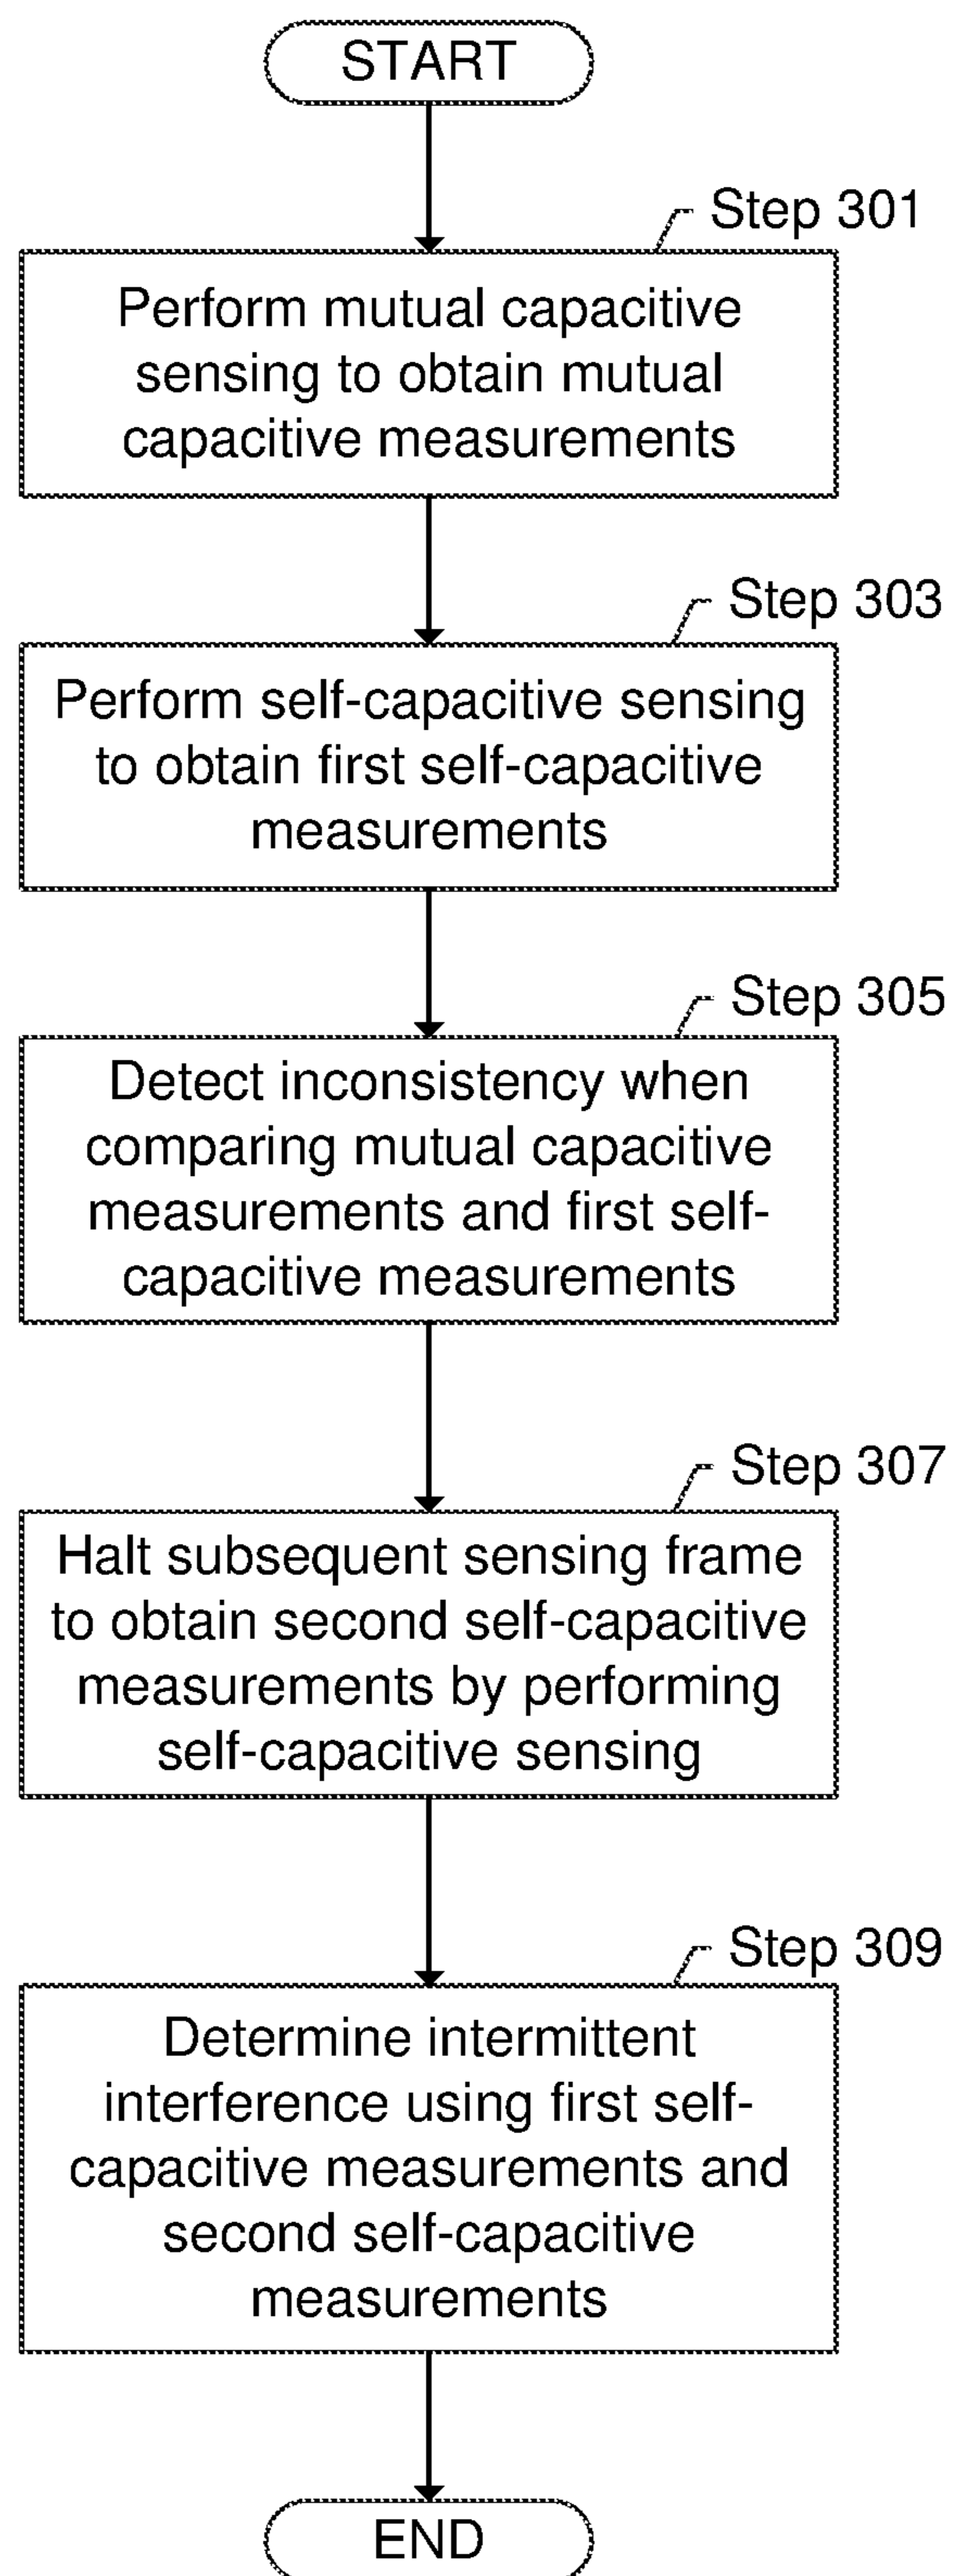 START
Step 301
Perform mutual capacitive
sensing to obtain mutual
capacitive measurements
Step 303
Perform self-capacitive sensing
to obtain first self-capacitive
measurements
Step 305
Detect inconsistency when
comparing mutual capacitive
measurements and first self-
capacitive measurements
Step 307
Halt subsequent sensing frame
to obtain second self-capacitive
measurements by performing
self-capacitive sensing
Step 309
Determine intermittent
interference using first self-
capacitive measurements and
second self-capacitive
measurements
END